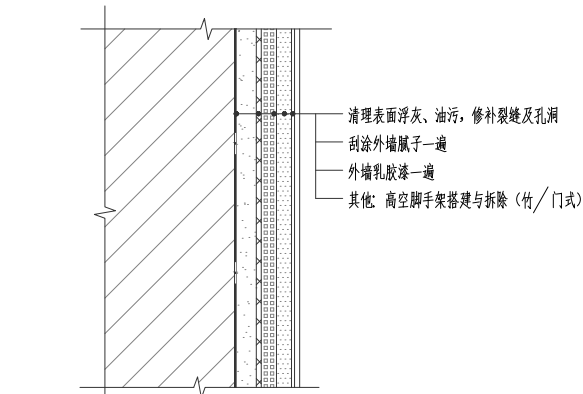 清理表面浮灰、油污，修补裂缝及孔洞
刮涂外墙腻子一遍
外墙乳胶漆一遍
其他：高空脚手架搭建与拆除（竹/门式）